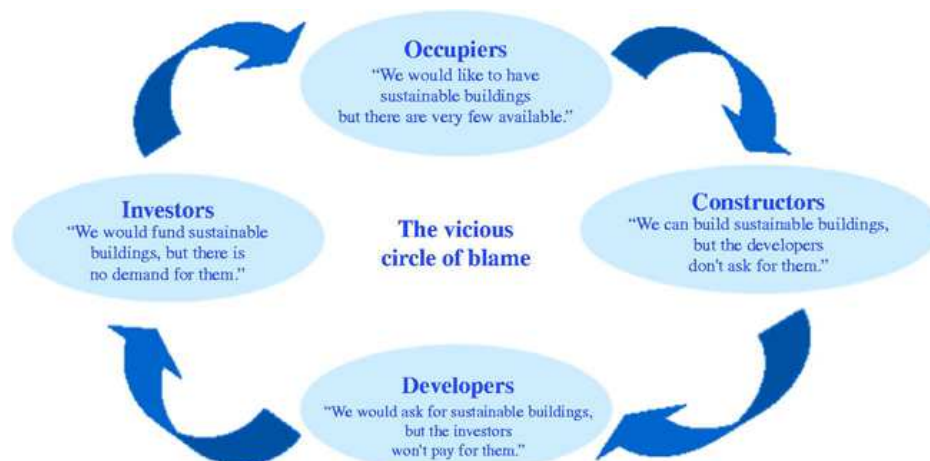 Occupiers
“We would like to have
sustainable buildings
but there are very few available.”
Investors
“We would fund sustainable
buildings, but there is
no demand for them.”
The vicious
circle of blame
Constructors
“We can build sustainable buildings,
but the developers
don't ask for them.”
Developers
“We would ask for sustainable buildings,
but the investors
won't pay for them.”